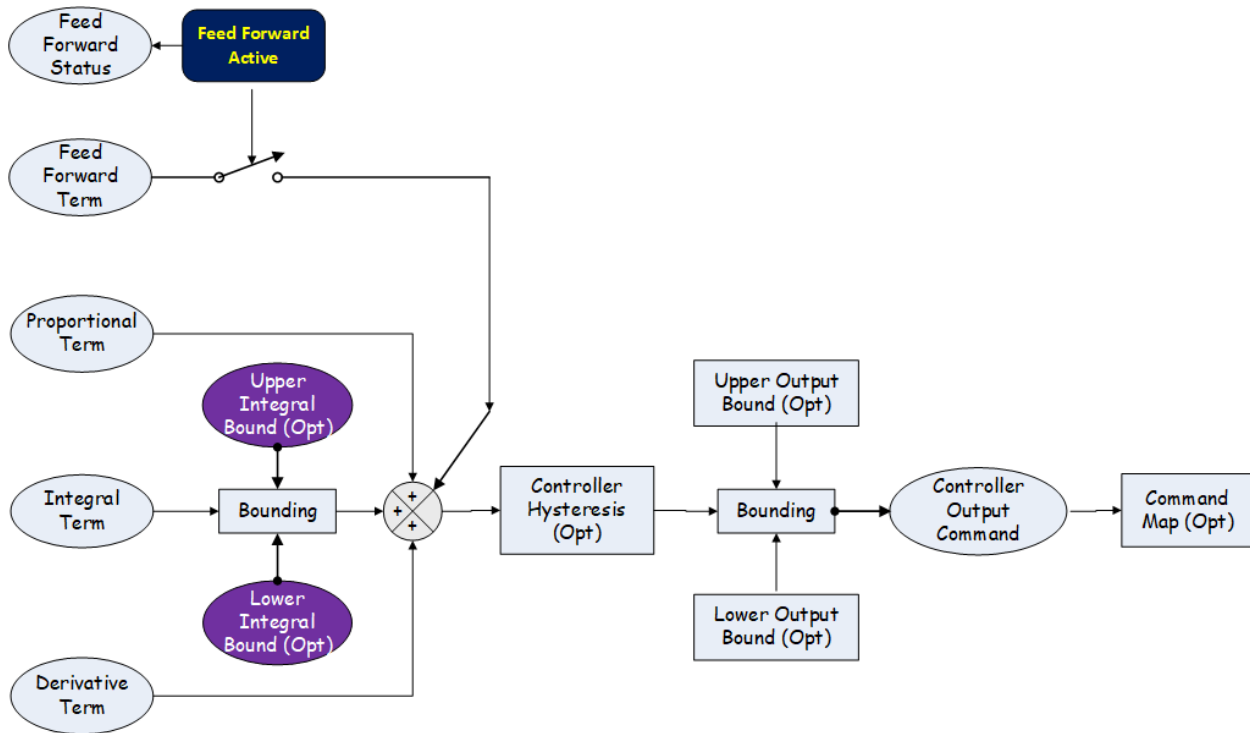 Feed
Forward
Status
Feed Forward
Active
Feed
Forward
Term
Proportional
Term
Upper
Integral
Bound (Opt)
Upper Output
Bound (Opt)
Integral
Term
Bounding
+
+
+
Controller
Hysteresis
(Opt)
Bounding
Controller
Output
Command
Command
Map (Opt)
Lower
Integral
Bound (Opt)
Lower Output
Bound (Opt)
Derivative
Term